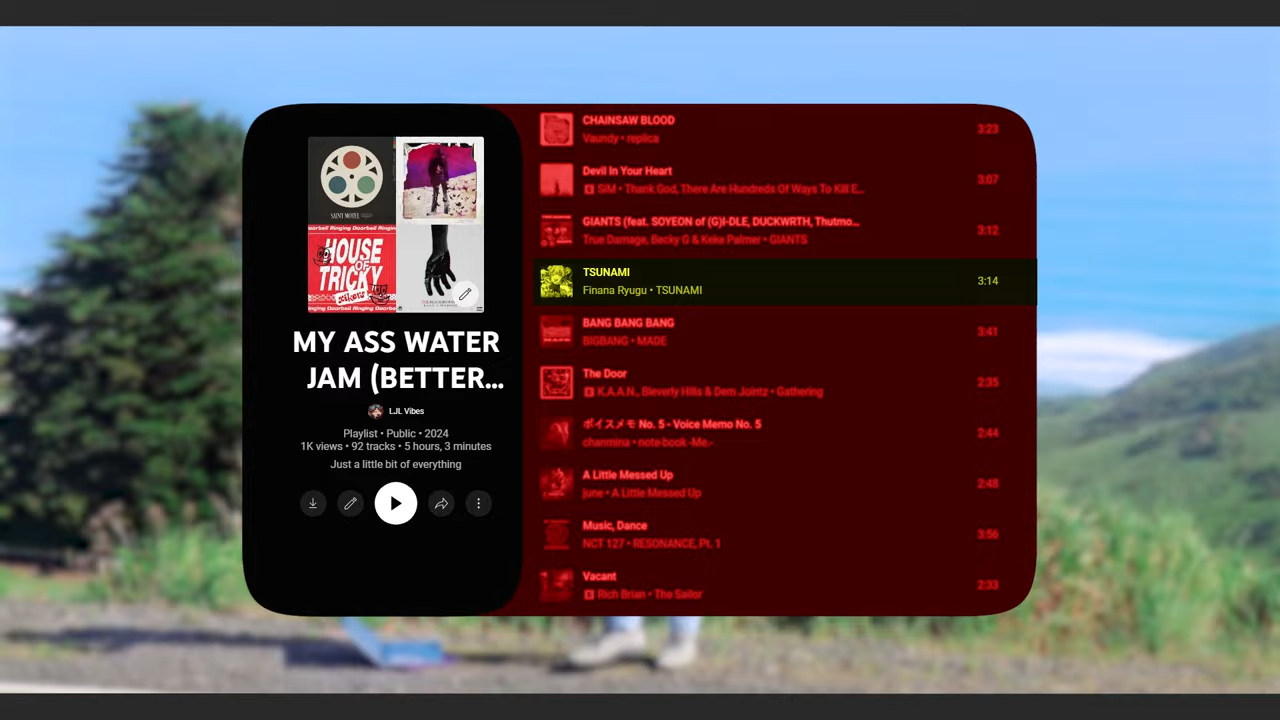 SAINT MOTEL
Doorbell Ringing Doorbell Ringing
HOUSE
OF
TRICKY
xikers
MY ASS WATER
JAM (BETTER...
LJL Vibes
Playlist • Public • 2024
1K views • 92 tracks • 5 hours, 3 minutes
Just a little bit of everything
CHAINSAW BLOOD
Vaundy • replica
3:23
Devil In Your Heart
E SiM • Thank God, There Are Hundreds Of Ways To Kill E...
3:07
GIANTS (feat. SOYEON of (G)I-DLE, DUCKWRTH, Thutmo...
True Damage, Becky G & Keke Palmer • GIANTS
3:12
TSUNAMI
Finana Ryugu • TSUNAMI
3:14
BANG BANG BANG
BIGBANG • MADE
3:41
The Door
E K.A.A.N., Bleverly Hills & Dem Jointz • Gathering
2:35
ボイスメモ No. 5 - Voice Memo No. 5
chanmina • note-book -Me.-
2:44
A Little Messed Up
june • A Little Messed Up
2:48
Music, Dance
NCT 127 • RESONANCE, Pt. 1
3:56
Vacant
E Rich Brian • The Sailor
2:33